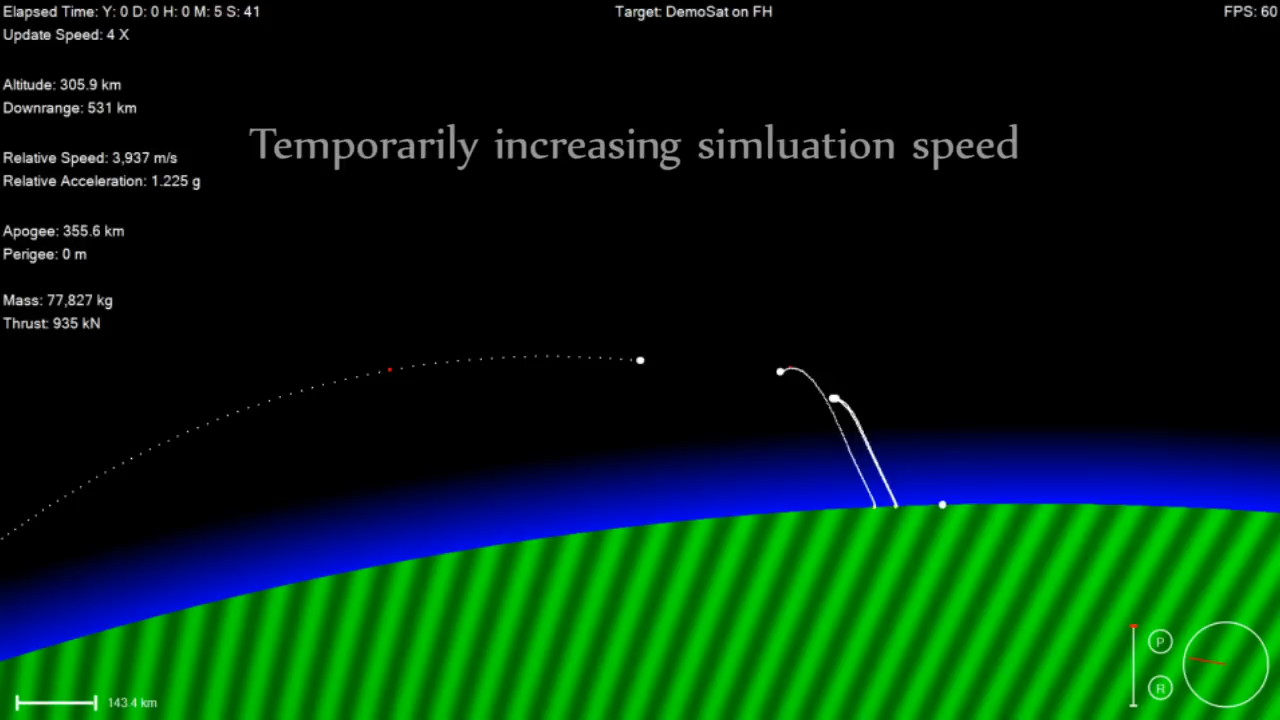 Elapsed Time: Y: 0 D: 0 H: 0 M: 5 S: 41
Target: DemoSat on FH
FPS: 60
Update Speed: 4 X
Altitude: 305.9 km
Downrange: 531 km
Temporarily increasing simluation speed
Relative Speed: 3,937 m/s
Relative Acceleration: 1.225 g
Apogee: 355.6 km
Perigee: 0 m
Mass: 77,827 kg
Thrust: 935 kN
P
R
143.4 km